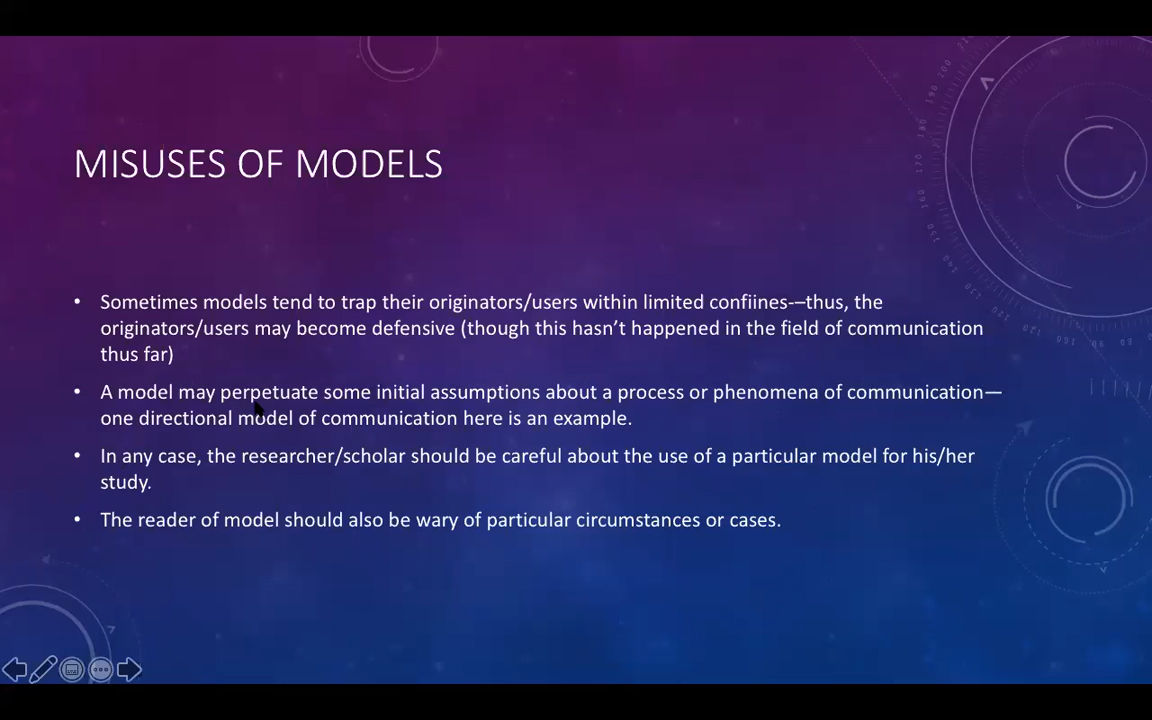 MISUSES OF MODELS
• Sometimes models tend to trap their originators/users within limited confiines-–thus, the
originators/users may become defensive (though this hasn’t happened in the field of communication
thus far)
• A model may perpetuate some initial assumptions about a process or phenomena of communication—
one directional model of communication here is an example.
• In any case, the researcher/scholar should be careful about the use of a particular model for his/her
study.
• The reader of model should also be wary of particular circumstances or cases.